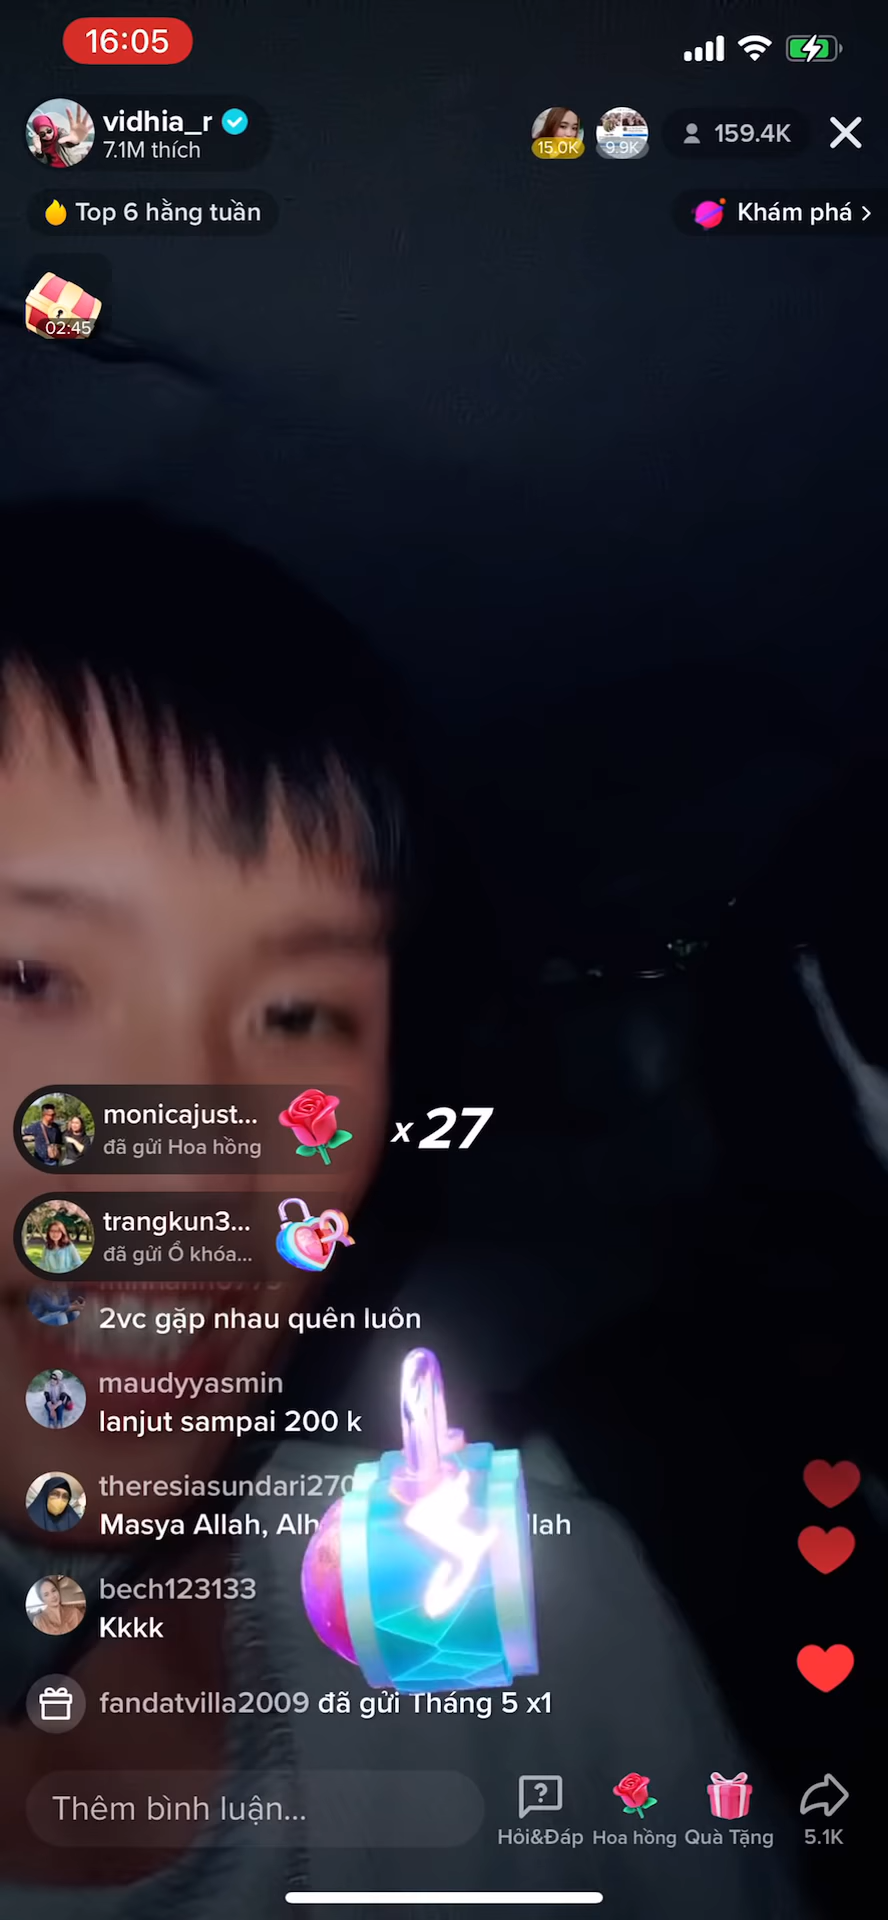 16:05
vidhia_r
7.1M thích
15.0K
9.9K
159.4K
Top 6 hằng tuần
Khám phá
02:45
monicajust...
đã gửi Hoa hồng
x 27
trangkun3...
đã gửi Ổ khóa...
2vc gặp nhau quên luôn
maudyyasmin
lanjut sampai 200 k
theresiasundari270
Masya Allah, Alh
lah
bech123133
Kkkk
fandatvilla2009 đã gửi Tháng 5 x1
Thêm bình luận...
Hỏi&Đáp
Hoa hồng
Quà Tặng
5.1K